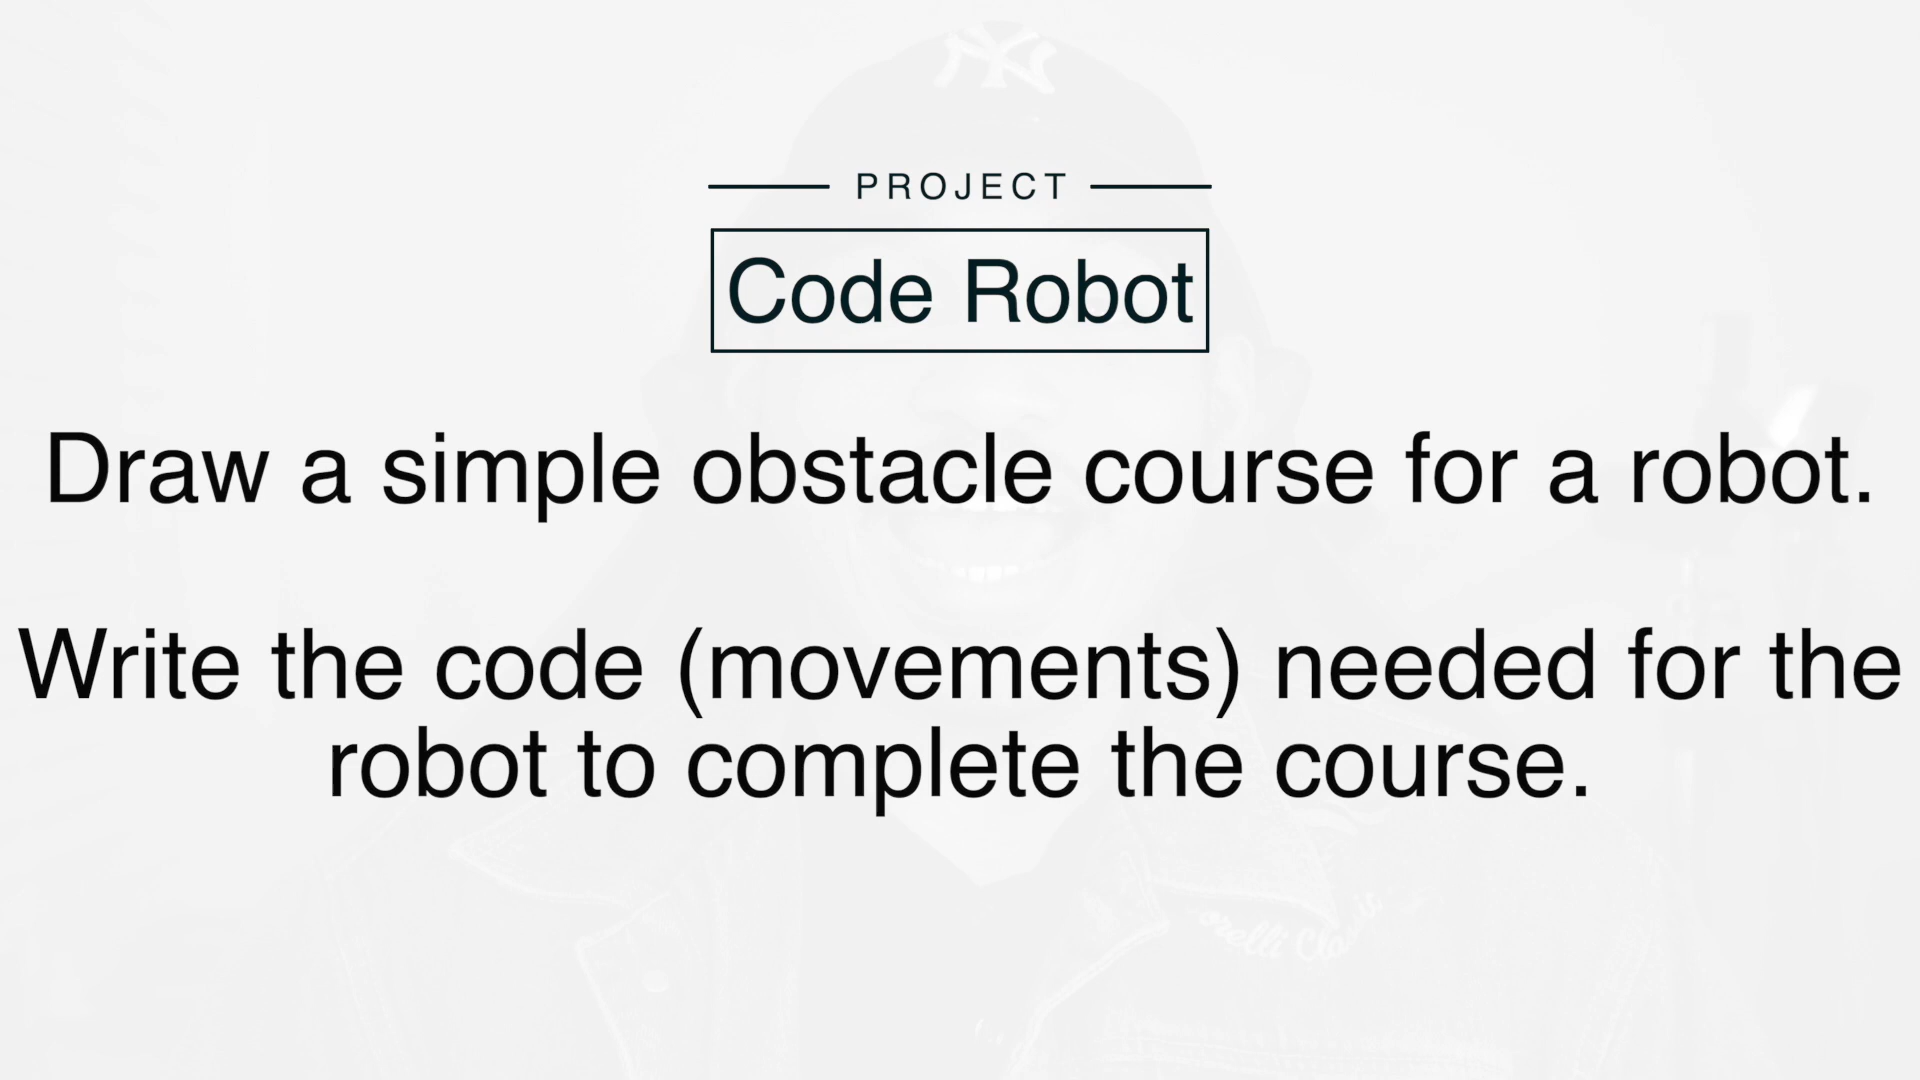 NY
PROJECT
Code Robot
Draw a simple obstacle course for a robot.
Write the code (movements) needed for the
robot to complete the course.